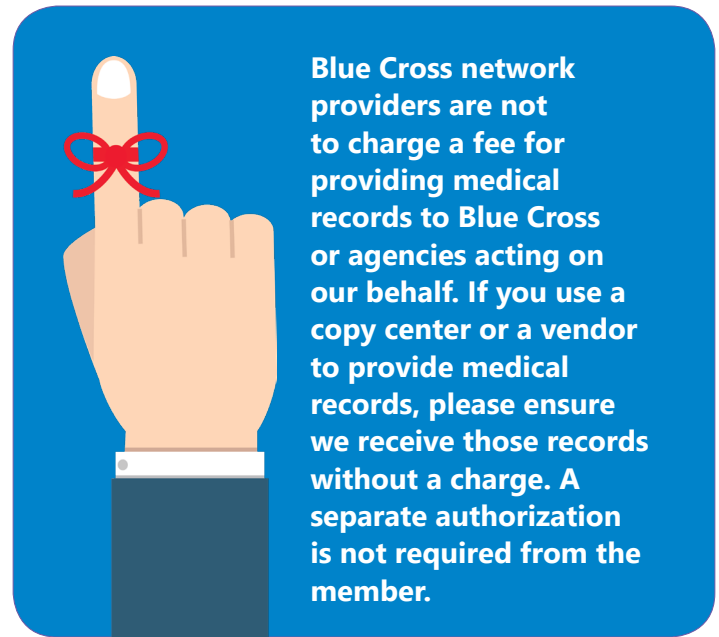 Blue Cross network
providers are not
to charge a fee for
providing medical
records to Blue Cross
or agencies acting on
our behalf. If you use a
copy center or a vendor
to provide medical
records, please ensure
we receive those records
without a charge. A
separate authorization
is not required from the
member.